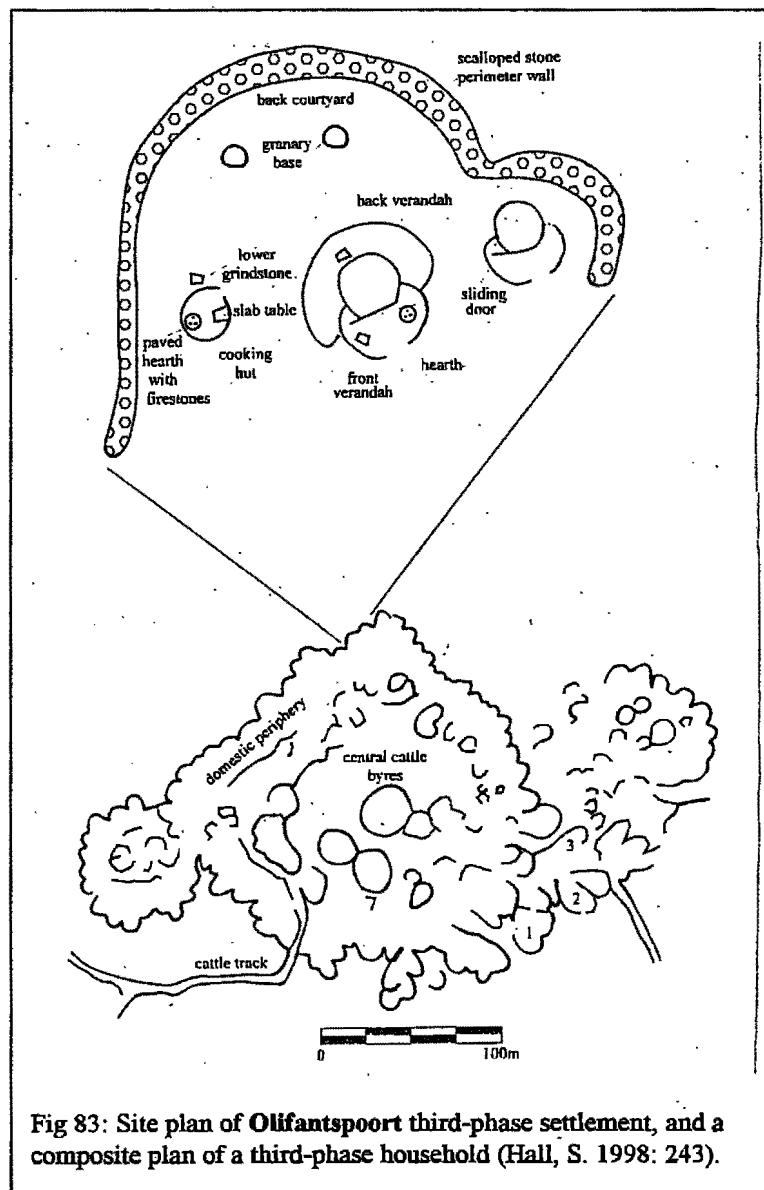 scalloped stone
perimeter wall
back courtyard
granary
base
back verandah
lower
grindstone
slab table
sliding
door
paved
hearth
with
firestones
cooking
hut
front
verandah
hearth
domestic periphery
central cattle
byres
3
7
2
1
cattle track
0
100m
Fig 83: Site plan of Olifantspoort third-phase settlement, and a
composite plan of a third-phase household (Hall, S. 1998: 243).